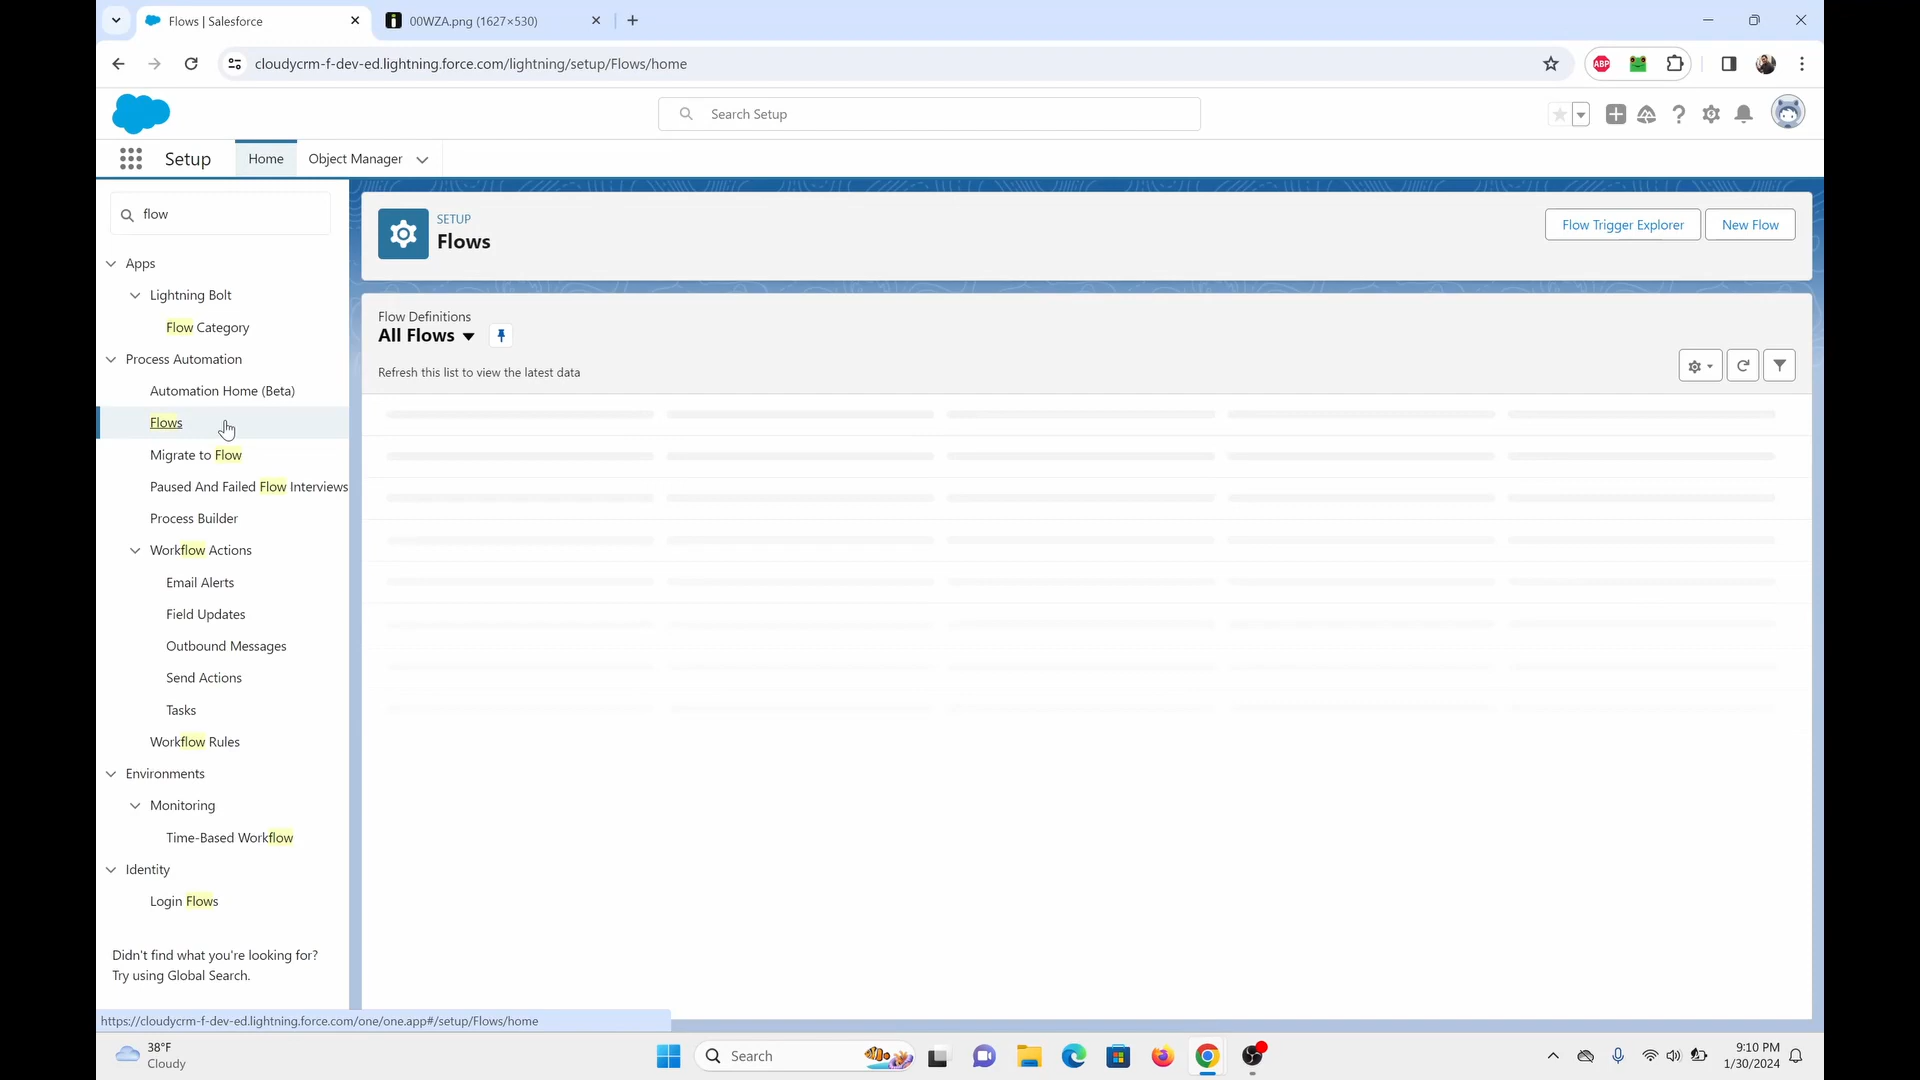 Flows | Salesforce
00WZA.png (1627×530)
cloudycrm-f-dev-ed.lightning.force.com/lightning/setup/Flows/home
ABP
Search Setup
Setup
Home
Object Manager
flow
Apps
Lightning Bolt
Flow Category
Process Automation
Automation Home (Beta)
Flows
Migrate to Flow
Paused And Failed Flow Interviews
Process Builder
Workflow Actions
Email Alerts
Field Updates
Outbound Messages
Send Actions
Tasks
Workflow Rules
Environments
Monitoring
Time-Based Workflow
Identity
Login Flows
Didn't find what you're looking for?
Try using Global Search.
SETUP
Flows
Flow Trigger Explorer
New Flow
Flow Definitions
All Flows
Refresh this list to view the latest data
https://cloudycrm-f-dev-ed.lightning.force.com/one/one.app#/setup/Flows/home
38°F
Cloudy
Search
9:10 PM
1/30/2024